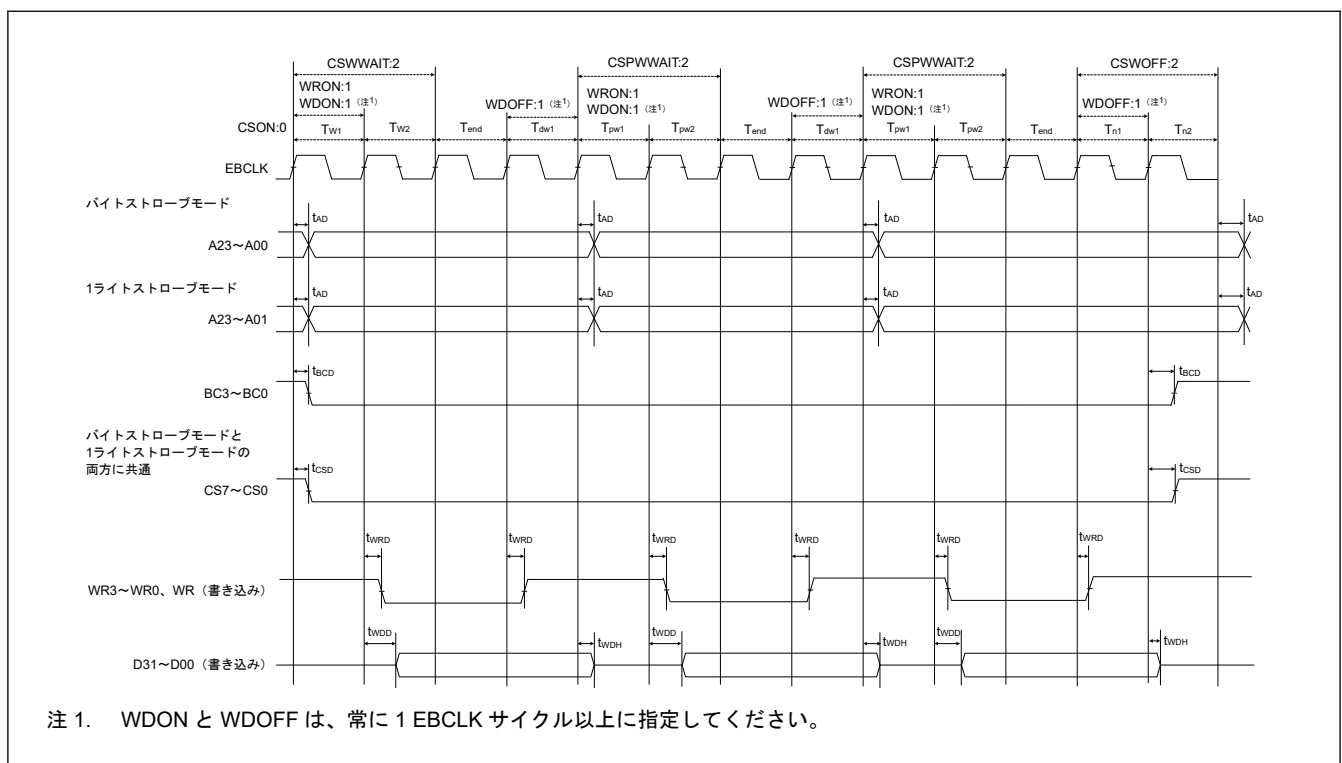 CSWWAIT:2 CSPWWAIT:2 CSPWWAIT:2 CSWOFF:2
WRON:1 WRON:1 WRON:1
WDON:1 (注1) WDOFF:1 (注1) WDON:1 (注1) WDOFF:1 (注1) WDON:1 (注1) WDOFF:1 (注1)
CSON:0 TW1 TW2 Tend Tdw1 Tpw1 Tpw2 Tend Tdw1 Tpw1 Tpw2 Tend Tn1 Tn2
EBCLK
バイトストローブモード
tAD tAD tAD tAD
A23~A00
1ライトストローブモード
tAD tAD tAD tAD
A23~A01
tBCD tBCD
BC3~BC0
バイトストローブモードと
1ライトストローブモードの
両方に共通
tCSD tCSD
CS7~CS0
tWRD tWRD tWRD tWRD tWRD tWRD
WR3~WR0、WR(書き込み)
tWDD tWDH tWDD tWDH tWDD tWDH
D31~D00(書き込み)
注 1. WDON と WDOFF は、常に 1 EBCLK サイクル以上に指定してください。